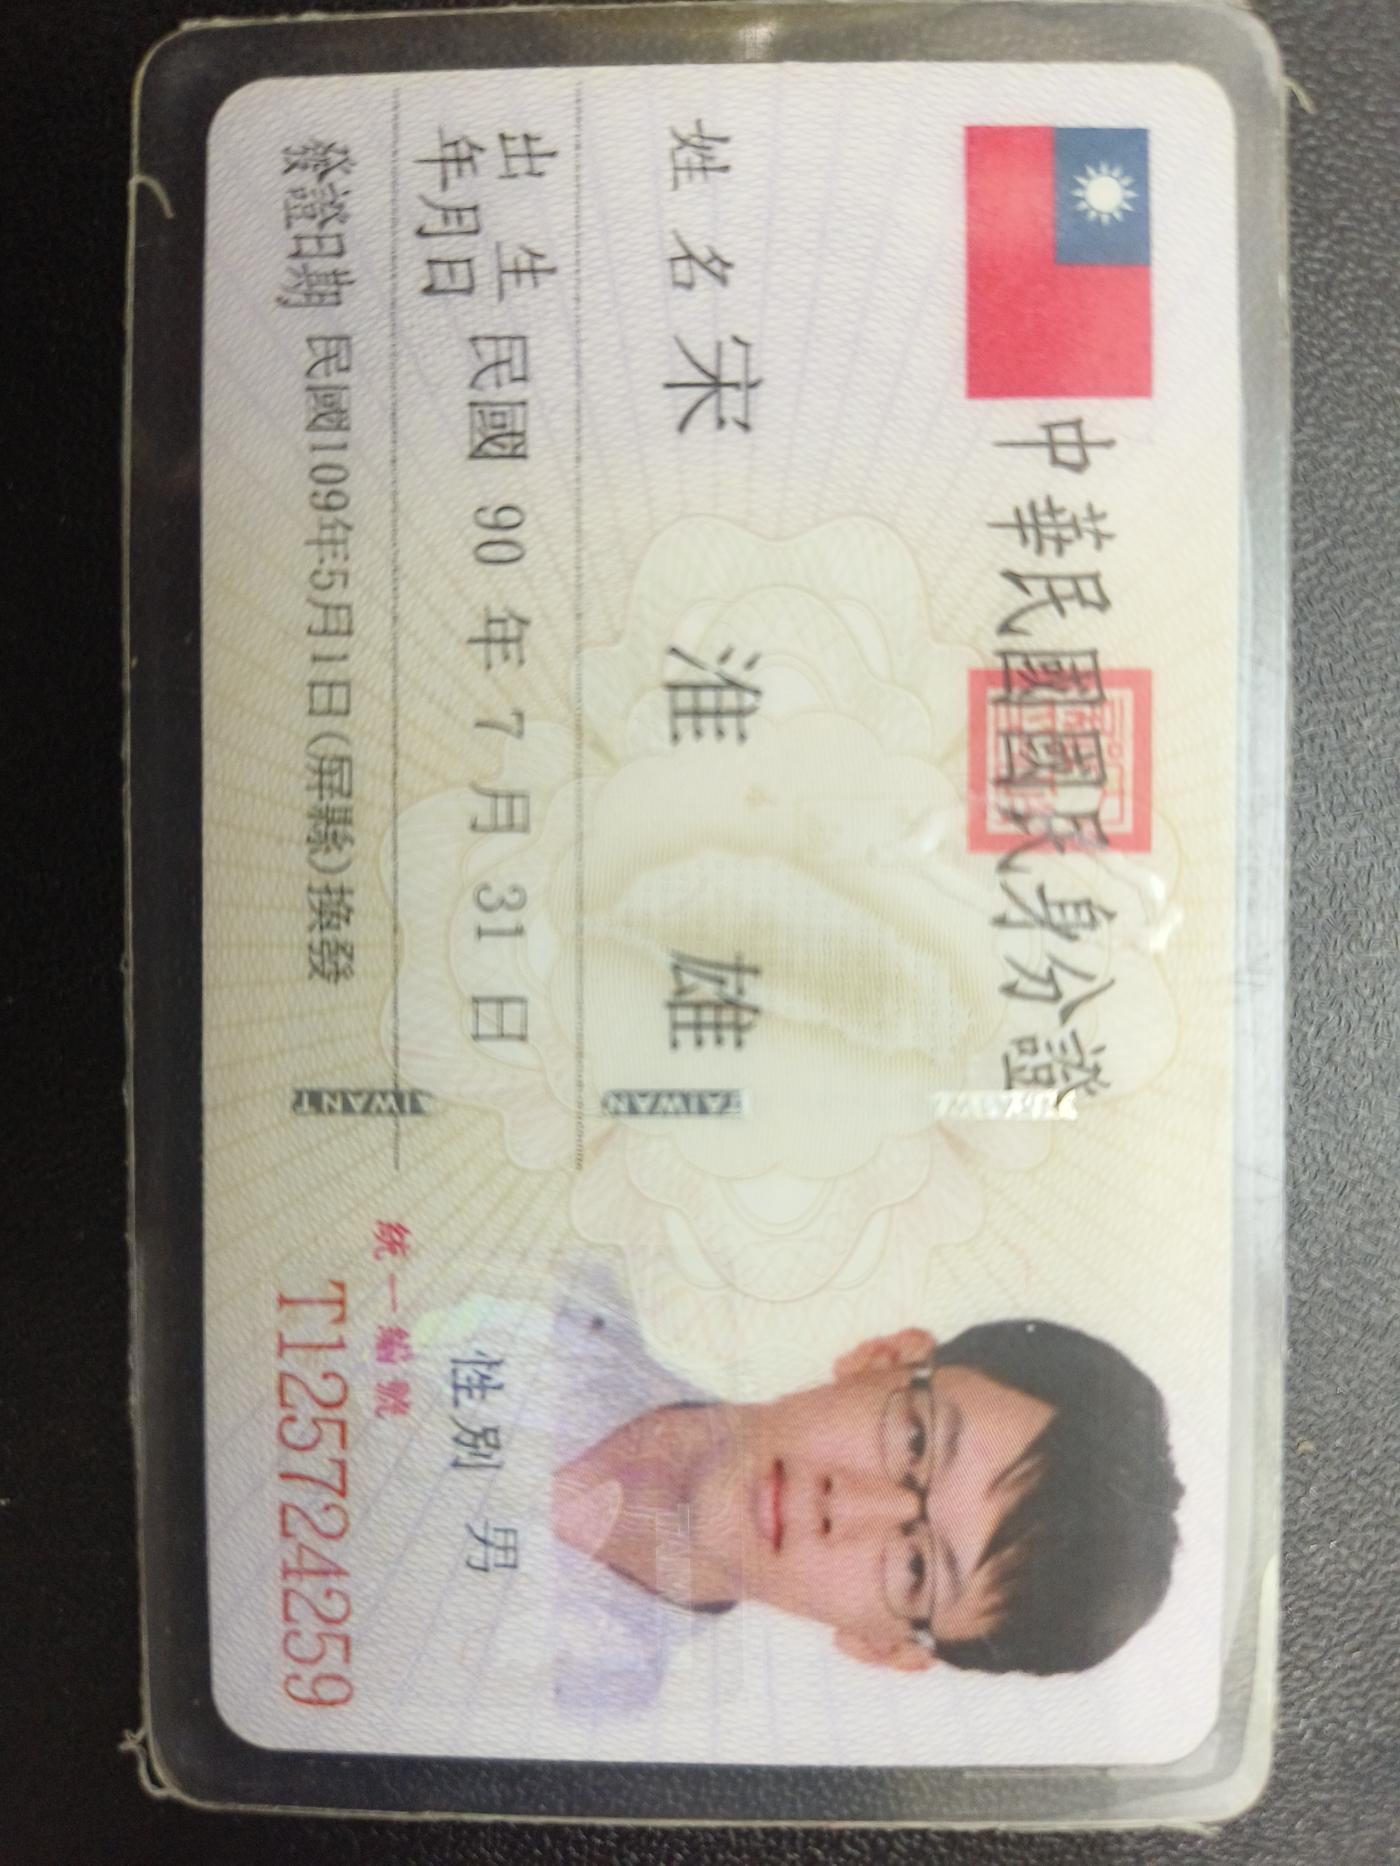 中華民國國民身分證
姓名 宋淮雄
出生年月日 民國 90 年 7 月 31 日
性別 男
發證日期 民國109年5月1日(屏縣)換發
統一編號
T125724259
TAIWAN